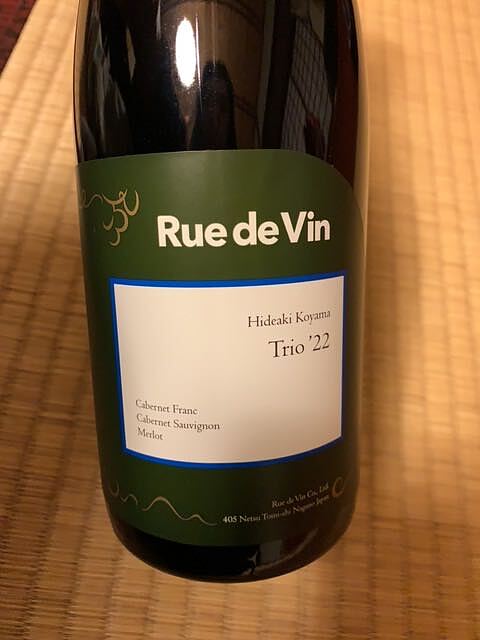 Rue de Vin
Hideaki Koyama
Trio '22
Cabernet Franc
Cabernet Sauvignon
Merlot
Rue de Vin Co., Ltd.
405 Netsu Tomi-shi Nagano Japan